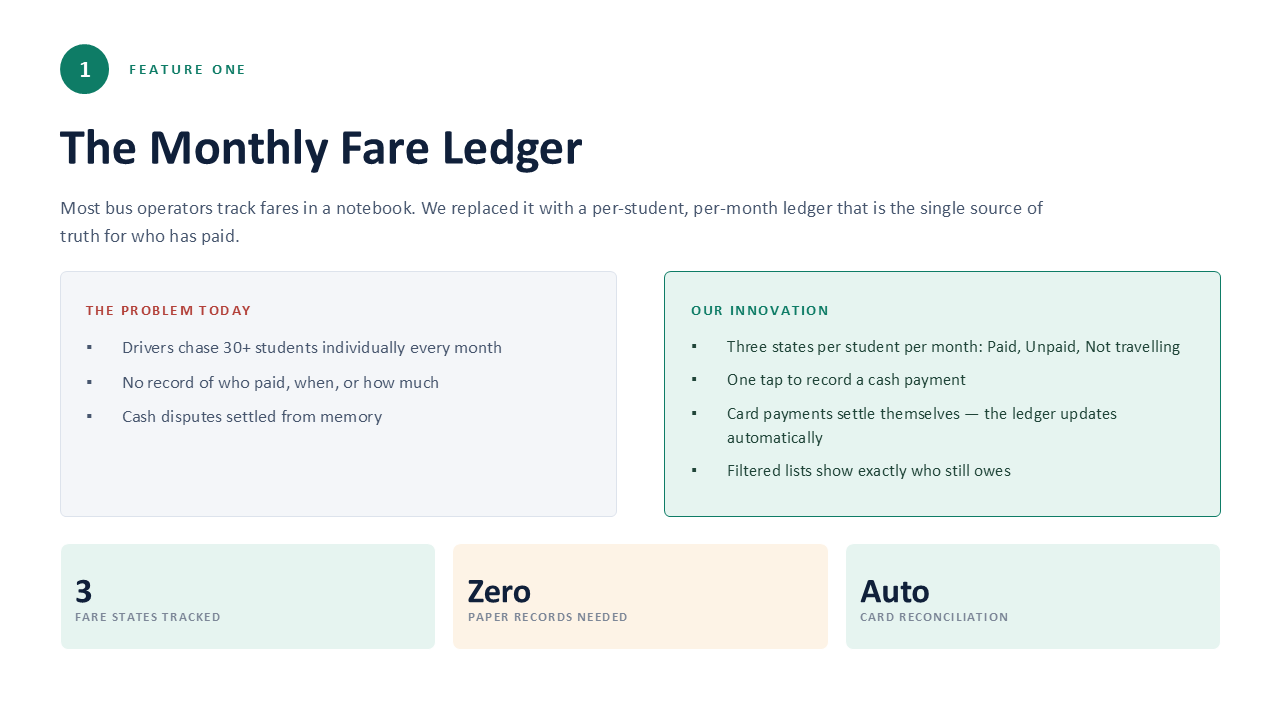 1
FEATURE ONE
The Monthly Fare Ledger
Most bus operators track fares in a notebook. We replaced it with a per-student, per-month ledger that is the single source of
truth for who has paid.
THE PROBLEM TODAY
▪ Drivers chase 30+ students individually every month
▪ No record of who paid, when, or how much
▪ Cash disputes settled from memory
OUR INNOVATION
▪ Three states per student per month: Paid, Unpaid, Not travelling
▪ One tap to record a cash payment
▪ Card payments settle themselves — the ledger updates
automatically
▪ Filtered lists show exactly who still owes
3
FARE STATES TRACKED
Zero
PAPER RECORDS NEEDED
Auto
CARD RECONCILIATION